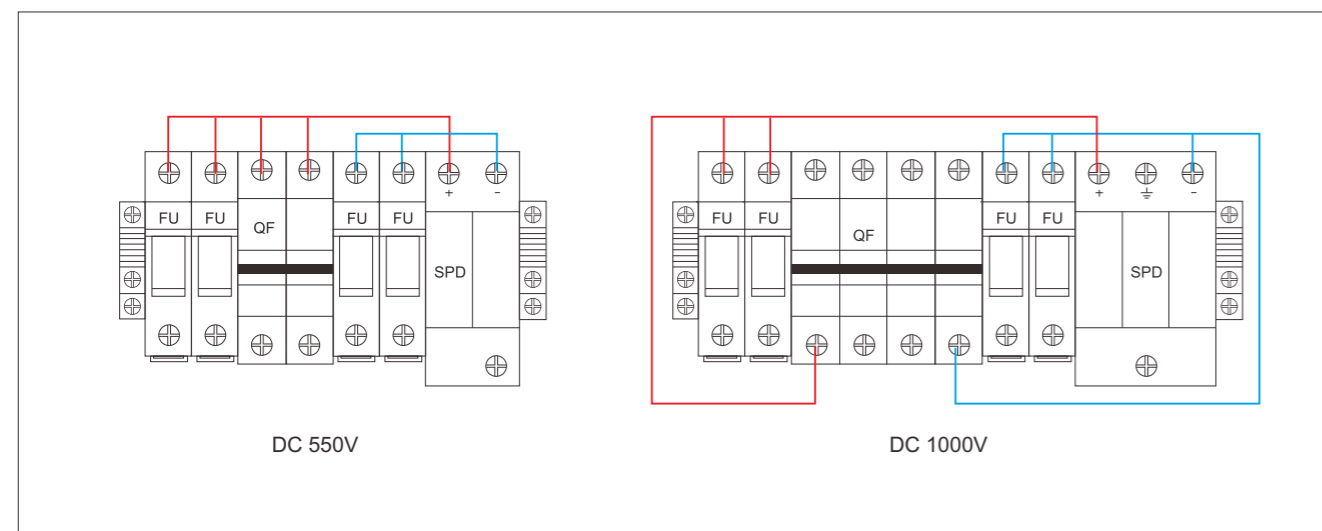 + − + ⏚ −
FU FU QF FU FU FU FU QF FU FU
SPD SPD
DC 550V DC 1000V